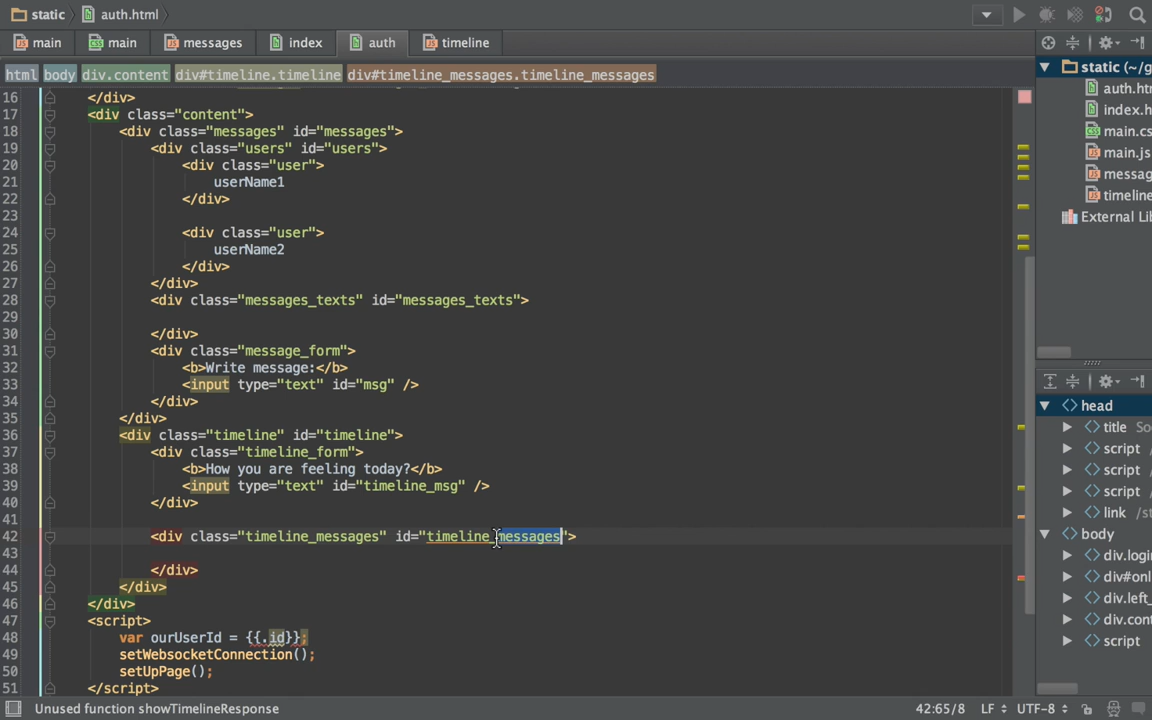 static auth.html
main main messages index auth timeline
html body div.content div#timeline.timeline div#timeline_messages.timeline_messages
16 </div>
17 <div class="content">
18 <div class="messages" id="messages">
19 <div class="users" id="users">
20 <div class="user">
21 userName1
22 </div>
23
24 <div class="user">
25 userName2
26 </div>
27 </div>
28 <div class="messages_texts" id="messages_texts">
29
30 </div>
31 <div class="message_form">
32 <b>Write message:</b>
33 <input type="text" id="msg" />
34 </div>
35 </div>
36 <div class="timeline" id="timeline">
37 <div class="timeline_form">
38 <b>How you are feeling today?</b>
39 <input type="text" id="timeline_msg" />
40 </div>
41
42 <div class="timeline_messages" id="timeline_messages">
43
44 </div>
45 </div>
46 </div>
47 <script>
48 var ourUserId = {{.id}};
49 setWebsocketConnection();
50 setUpPage();
51 </script>
static (~/g
auth.htm
index.h
main.cs
main.js
messag
timeline
External Lib
head
title So
script /
script /
script /
link /st
body
div.logi
div#onl
div.left_
div.cont
script
Unused function showTimelineResponse 42:65/8 LF UTF-8